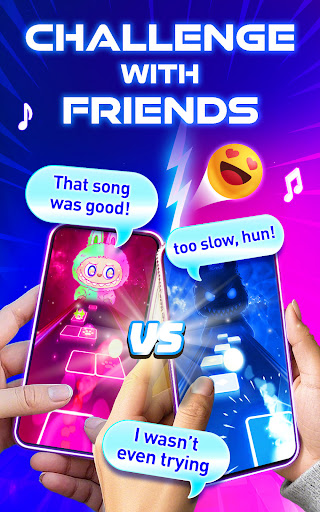 CHALLENGE
WITH
FRIENDS
That song
was good!
too slow, hun!
VS
I wasn't
even trying